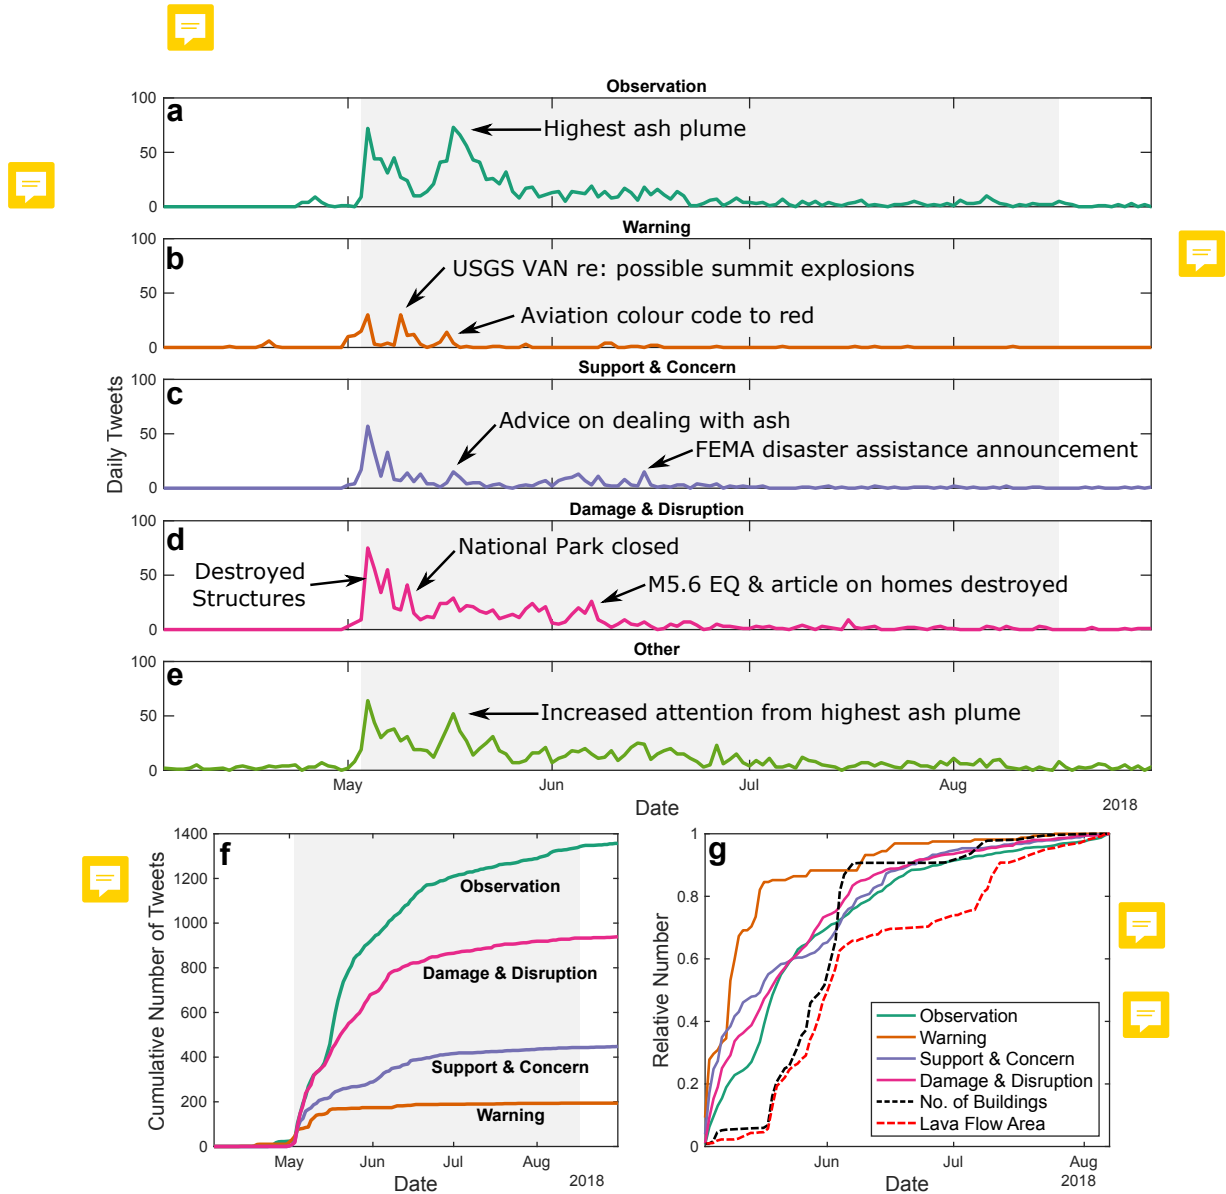 Observation
a
100
50
0
Highest ash plume
Warning
b
100
50
0
USGS VAN re: possible summit explosions
Aviation colour code to red
Support & Concern
c
100
50
0
Advice on dealing with ash
FEMA disaster assistance announcement
Daily Tweets
Damage & Disruption
d
100
50
0
Destroyed
Structures
National Park closed
M5.6 EQ & article on homes destroyed
Other
e
100
50
0
Increased attention from highest ash plume
May
Jun
Jul
Aug
Date
2018
f
1400
1200
1000
800
600
400
200
0
Cumulative Number of Tweets
Observation
Damage & Disruption
Support & Concern
Warning
May
Jun
Jul
Aug
2018
Date
g
1
0.8
0.6
0.4
0.2
0
Relative Number
Observation
Warning
Support & Concern
Damage & Disruption
No. of Buildings
Lava Flow Area
Jun
Jul
Aug
2018
Date